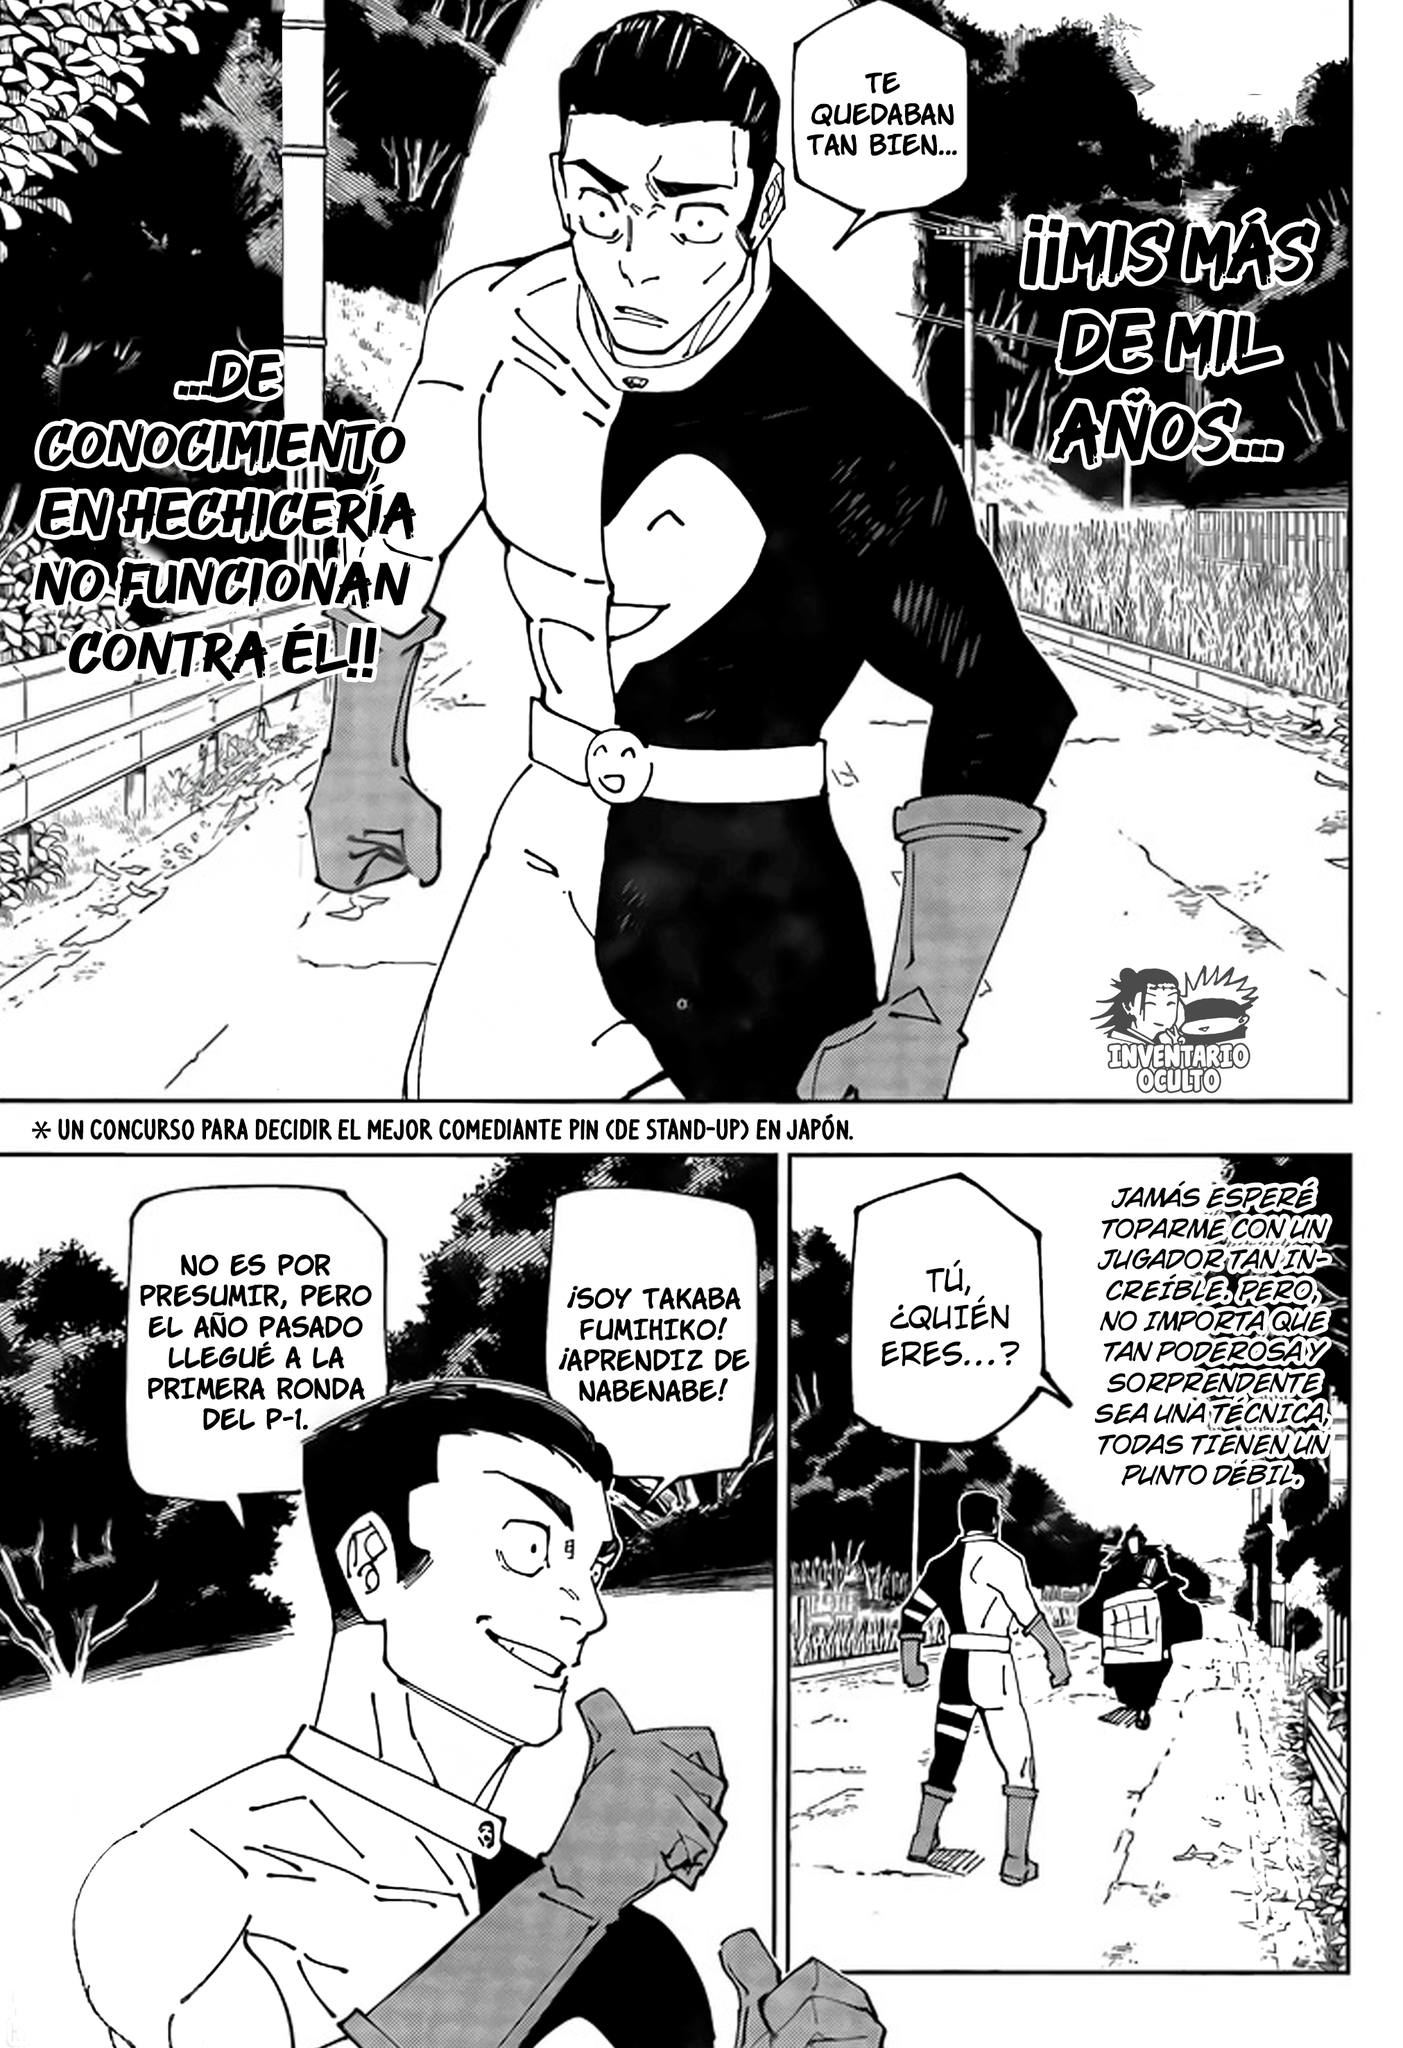 TE
QUEDABAN
TAN BIEN...
¡¡MIS MÁS
DE MIL
AÑOS...
...DE
CONOCIMIENTO
EN HECHICERÍA
NO FUNCIONAN
CONTRA ÉL!!
INVENTARIO
OCULTO
* UN CONCURSO PARA DECIDIR EL MEJOR COMEDIANTE PIN (DE STAND-UP) EN JAPÓN.
JAMÁS ESPERÉ
TOPARME CON UN
JUGADOR TAN IN-
CREÍBLE. PERO,
NO IMPORTA QUE
TAN PODEROSA Y
SORPRENDENTE
SEA UNA TÉCNICA,
TODAS TIENEN UN
PUNTO DÉBIL.
TÚ,
¿QUIÉN
ERES...?
¡SOY TAKABA
FUMIHIKO!
¡APRENDIZ DE
NABENABE!
NO ES POR
PRESUMIR, PERO
EL AÑO PASADO
LLEGUÉ A LA
PRIMERA RONDA
DEL P-1.